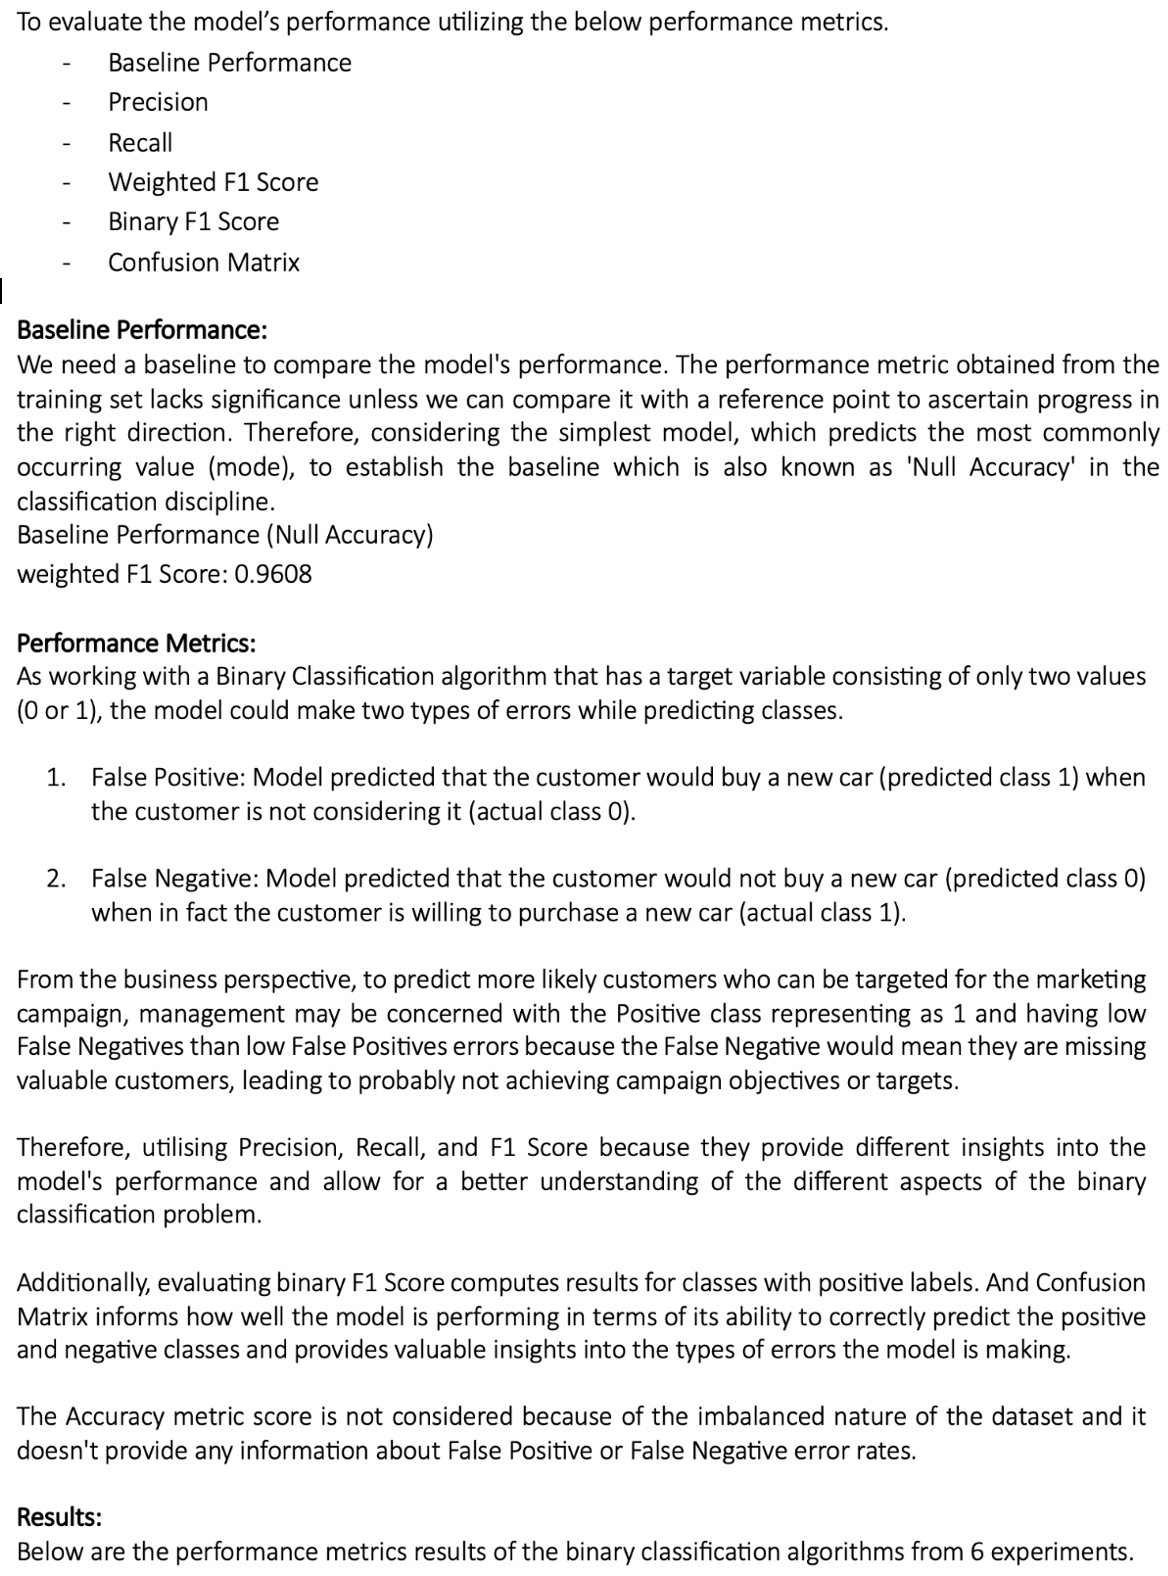 To evaluate the model’s performance utilizing the below performance metrics.
- Baseline Performance
- Precision
- Recall
- Weighted F1 Score
- Binary F1 Score
- Confusion Matrix
Baseline Performance:
We need a baseline to compare the model's performance. The performance metric obtained from the
training set lacks significance unless we can compare it with a reference point to ascertain progress in
the right direction. Therefore, considering the simplest model, which predicts the most commonly
occurring value (mode), to establish the baseline which is also known as 'Null Accuracy' in the
classification discipline.
Baseline Performance (Null Accuracy)
weighted F1 Score: 0.9608
Performance Metrics:
As working with a Binary Classification algorithm that has a target variable consisting of only two values
(0 or 1), the model could make two types of errors while predicting classes.
1. False Positive: Model predicted that the customer would buy a new car (predicted class 1) when
the customer is not considering it (actual class 0).
2. False Negative: Model predicted that the customer would not buy a new car (predicted class 0)
when in fact the customer is willing to purchase a new car (actual class 1).
From the business perspective, to predict more likely customers who can be targeted for the marketing
campaign, management may be concerned with the Positive class representing as 1 and having low
False Negatives than low False Positives errors because the False Negative would mean they are missing
valuable customers, leading to probably not achieving campaign objectives or targets.
Therefore, utilising Precision, Recall, and F1 Score because they provide different insights into the
model's performance and allow for a better understanding of the different aspects of the binary
classification problem.
Additionally, evaluating binary F1 Score computes results for classes with positive labels. And Confusion
Matrix informs how well the model is performing in terms of its ability to correctly predict the positive
and negative classes and provides valuable insights into the types of errors the model is making.
The Accuracy metric score is not considered because of the imbalanced nature of the dataset and it
doesn't provide any information about False Positive or False Negative error rates.
Results:
Below are the performance metrics results of the binary classification algorithms from 6 experiments.